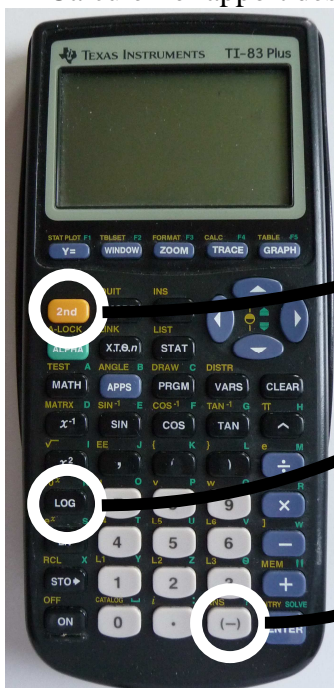 TEXAS INSTRUMENTS TI-83 Plus
STAT PLOT F1 TBLSET F2 FORMAT F3 CALC F4 TABLE F5
Y= WINDOW ZOOM TRACE GRAPH
QUIT INS
2nd
A-LOCK LINK LIST
ALPHA X,T,θ,n STAT
TEST A ANGLE B DRAW C DISTR
MATH APPS PRGM VARS CLEAR
MATRX D SIN⁻¹ E COS⁻¹ F TAN⁻¹ G π H
x⁻¹ SIN COS TAN ^
√ I EE J { K } L e M
x² , ( ) ÷
v P w R
LOG 9 ×
S T L5 U L6 V ] W
4 5 6 −
RCL X L1 Y L2 Z L3 θ MEM "
STO▸ 1 2 +
OFF CATALOG i SOLVE
ON 0 . (−) ENTER